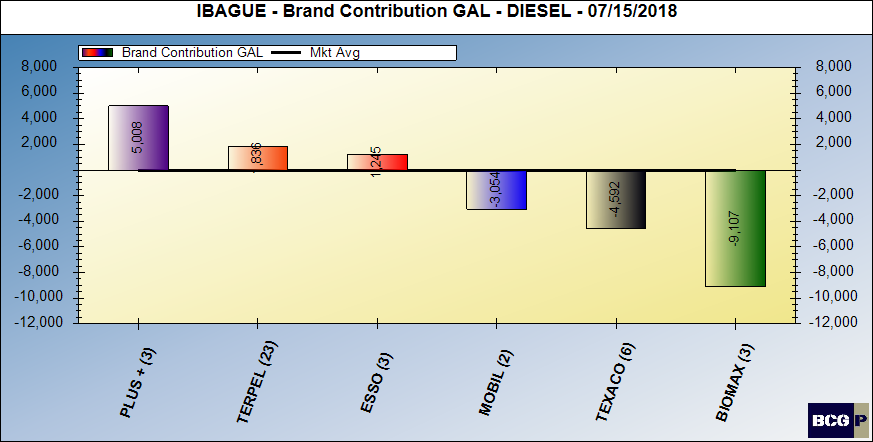 IBAGUE - Brand Contribution GAL - DIESEL - 07/15/2018
Brand Contribution GAL Mkt Avg
8,000 8,000
6,000 6,000
4,000 4,000
2,000 2,000
-2,000 -2,000
-4,000 -4,000
-6,000 -6,000
-8,000 -8,000
-10,000 -10,000
-12,000 -12,000
5,008
1,836
1,245
-3,054
-4,592
-9,107
PLUS + (3)
TERPEL (23)
ESSO (3)
MOBIL (2)
TEXACO (6)
BIOMAX (3)
BCG P